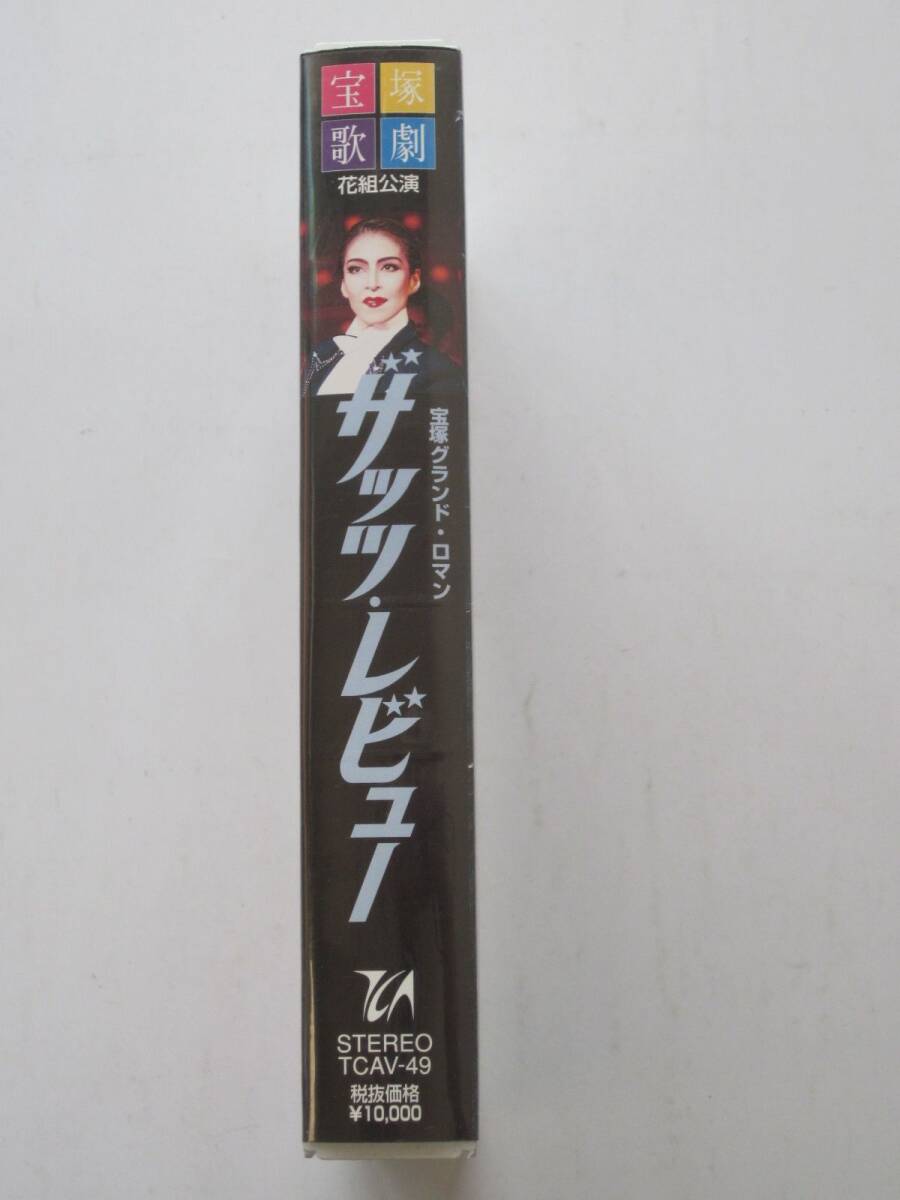 宝塚
歌劇
花組公演
宝塚グランド・ロマン
ザッツ・レビュー
TCA
STEREO
TCAV-49
税抜価格
¥10,000